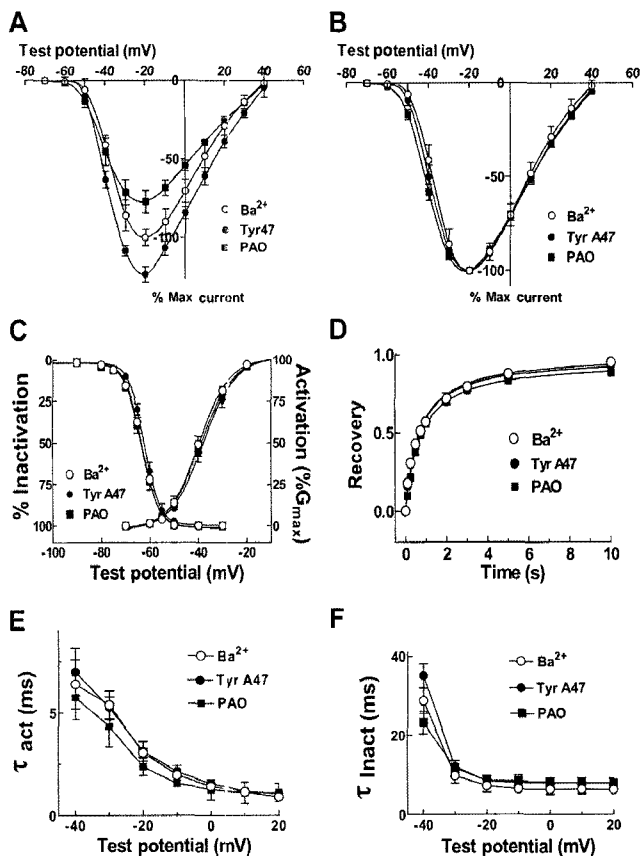 A
Test potential (mV)
-80 -60 -40 -20 0 20 40 60
-50
-100
Ba2+
Tyr47
PAO
% Max current
B
Test potential (mV)
-80 -60 -40 -20 0 20 40 60
-50
-100
Ba2+
Tyr A47
PAO
% Max current
C
% Inactivation
0
25
50
75
100
Activation (%Gmax)
100
75
50
25
0
Ba2+
Tyr A47
PAO
-100 -80 -60 -40 -20
Test potential (mV)
D
Recovery
1.0
0.5
0.0
Ba2+
Tyr A47
PAO
0 2 4 6 8 10
Time (s)
E
τ act (ms)
5
0
Ba2+
Tyr A47
PAO
-40 -20 0 20
Test potential (mV)
F
τ Inact (ms)
40
20
0
Ba2+
Tyr A47
PAO
-40 -20 0 20
Test potential (mV)